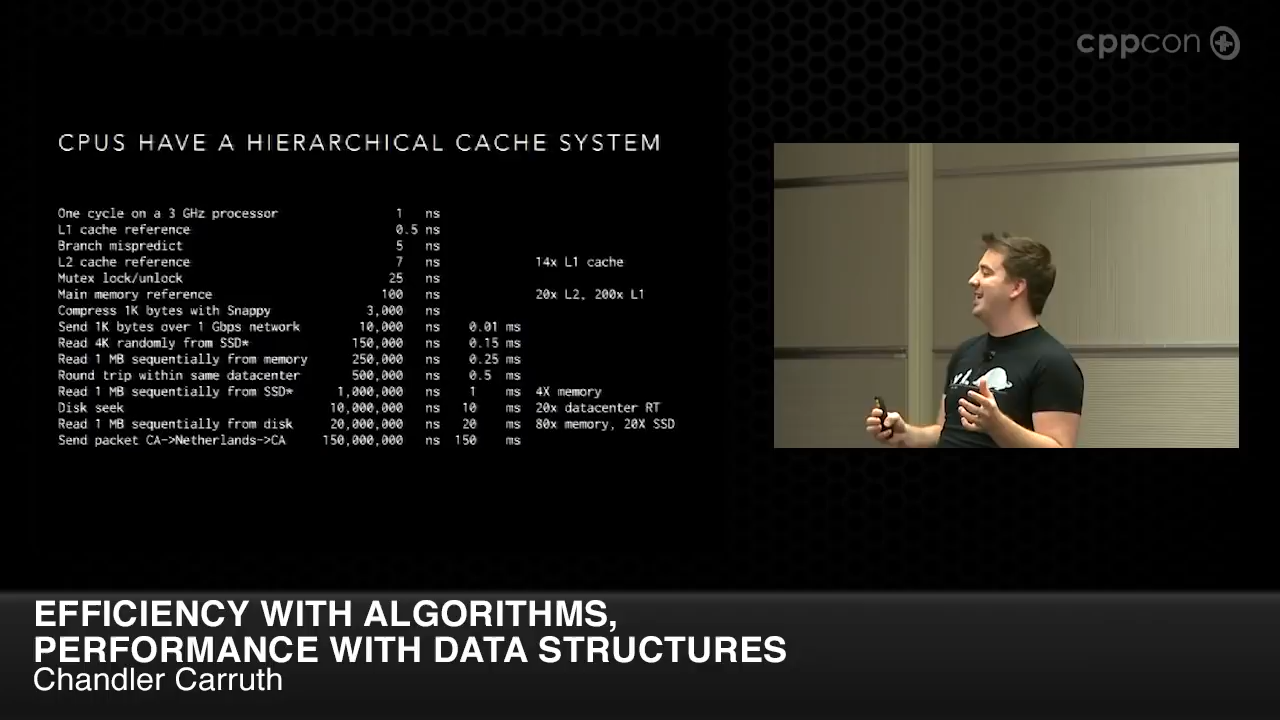 cppcon
CPUS HAVE A HIERARCHICAL CACHE SYSTEM
One cycle on a 3 GHz processor 1 ns
L1 cache reference 0.5 ns
Branch mispredict 5 ns
L2 cache reference 7 ns 14x L1 cache
Mutex lock/unlock 25 ns
Main memory reference 100 ns 20x L2, 200x L1
Compress 1K bytes with Snappy 3,000 ns
Send 1K bytes over 1 Gbps network 10,000 ns 0.01 ms
Read 4K randomly from SSD* 150,000 ns 0.15 ms
Read 1 MB sequentially from memory 250,000 ns 0.25 ms
Round trip within same datacenter 500,000 ns 0.5 ms
Read 1 MB sequentially from SSD* 1,000,000 ns 1 ms 4X memory
Disk seek 10,000,000 ns 10 ms 20x datacenter RT
Read 1 MB sequentially from disk 20,000,000 ns 20 ms 80x memory, 20X SSD
Send packet CA->Netherlands->CA 150,000,000 ns 150 ms
EFFICIENCY WITH ALGORITHMS,
PERFORMANCE WITH DATA STRUCTURES
Chandler Carruth